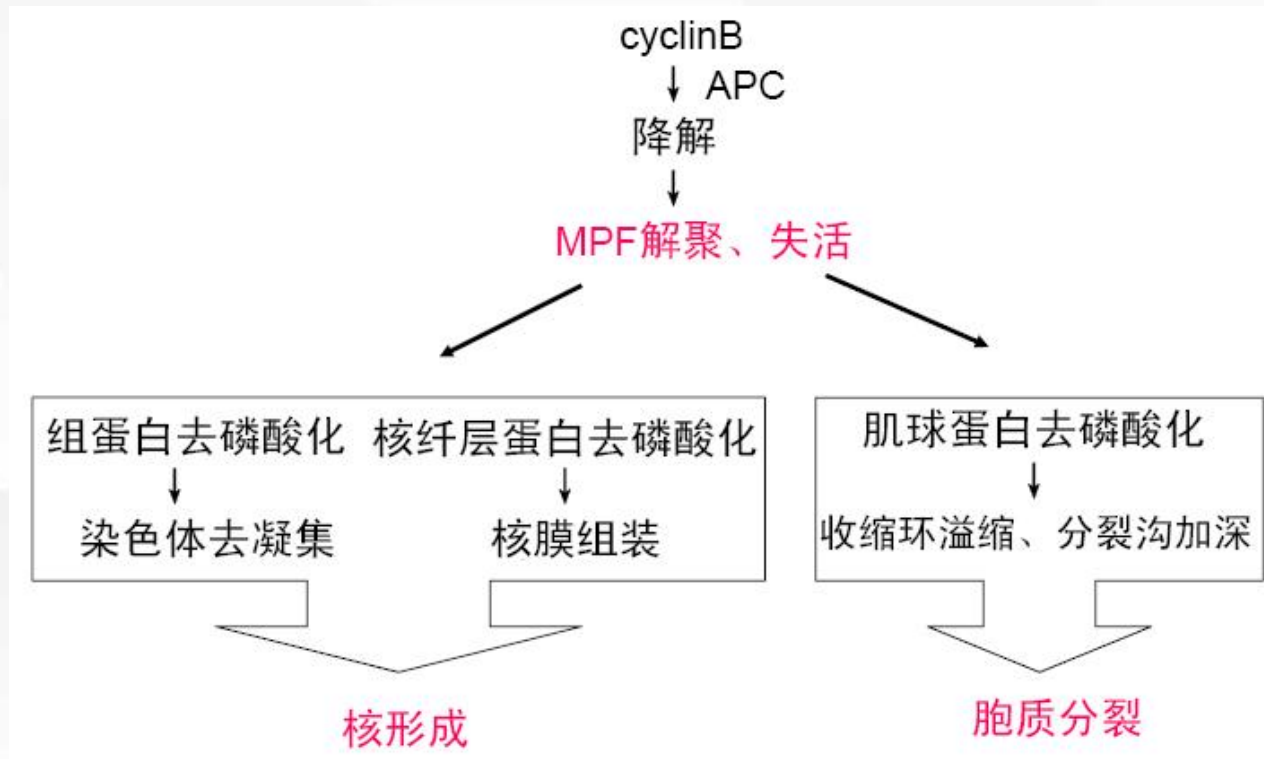 cyclinB
APC
降解
MPF解聚、失活
组蛋白去磷酸化
染色体去凝集
核纤层蛋白去磷酸化
核膜组装
肌球蛋白去磷酸化
收缩环溢缩、分裂沟加深
核形成
胞质分裂